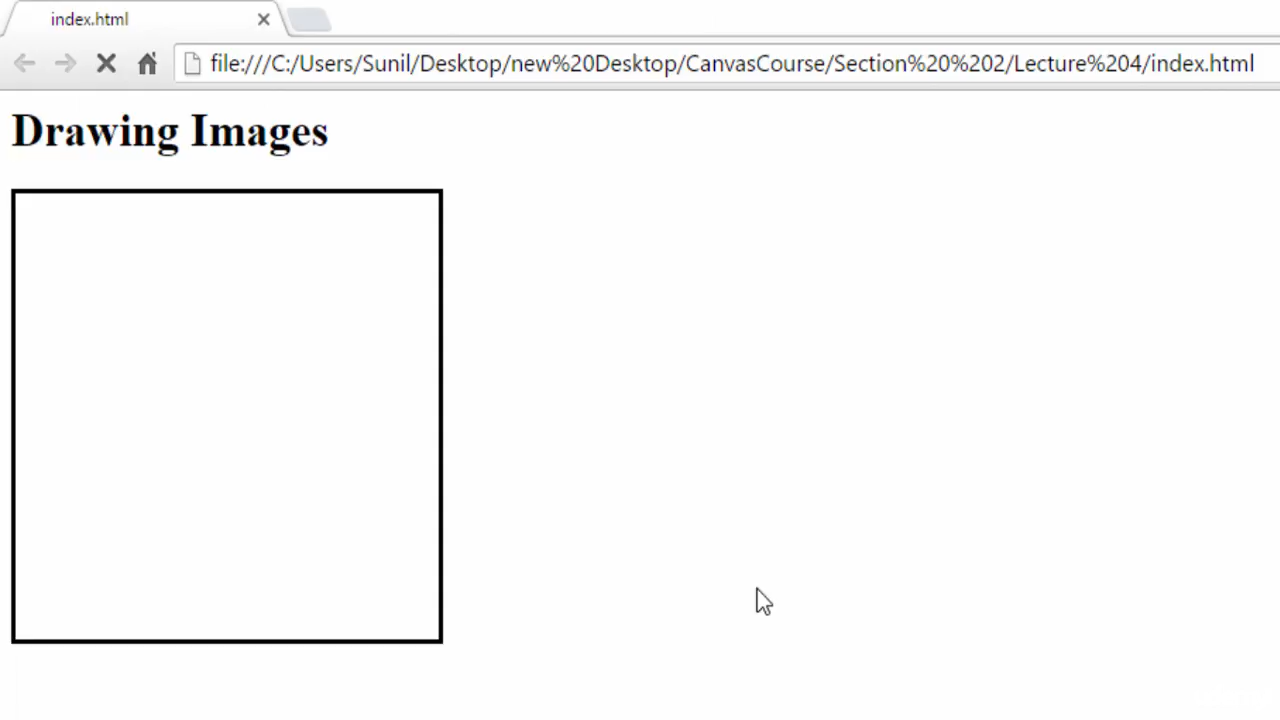 index.html
file:///C:/Users/Sunil/Desktop/new%20Desktop/CanvasCourse/Section%20%202/Lecture%204/index.html
Drawing Images